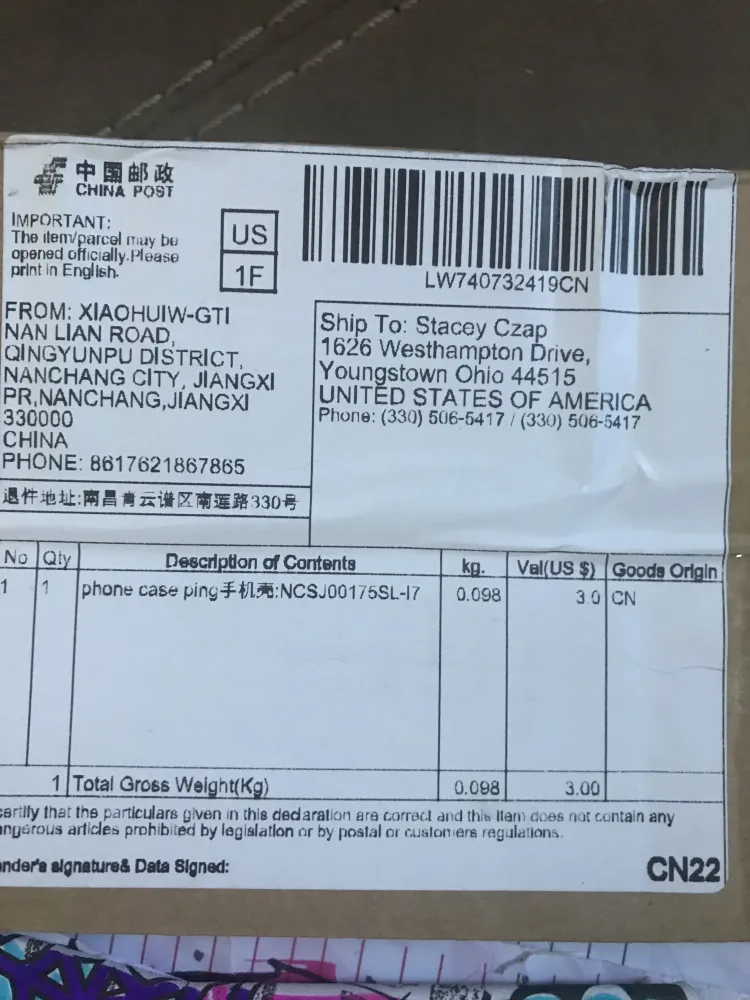 中国邮政
CHINA POST
IMPORTANT:
The item/parcel may be
opened officially.Please
print in English.
US
1F
LW740732419CN
FROM: XIAOHUIW-GTI
NAN LIAN ROAD,
QINGYUNPU DISTRICT,
NANCHANG CITY, JIANGXI
PR,NANCHANG,JIANGXI
330000
CHINA
PHONE: 8617621867865
退件地址:南昌青云谱区南莲路330号
Ship To: Stacey Czap
1626 Westhampton Drive,
Youngstown Ohio 44515
UNITED STATES OF AMERICA
Phone: (330) 506-5417 / (330) 506-5417
No Qty Description of Contents kg. Val(US $) Goods Origin
1 1 phone case ping手机壳:NCSJ00175SL-I7 0.098 3.0 CN
1 Total Gross Weight(Kg) 0.098 3.00
certify that the particulars given in this declaration are correct and this item does not contain any
angerous articles prohibited by legislation or by postal or customers regulations.
ender's signature& Data Signed:
CN22